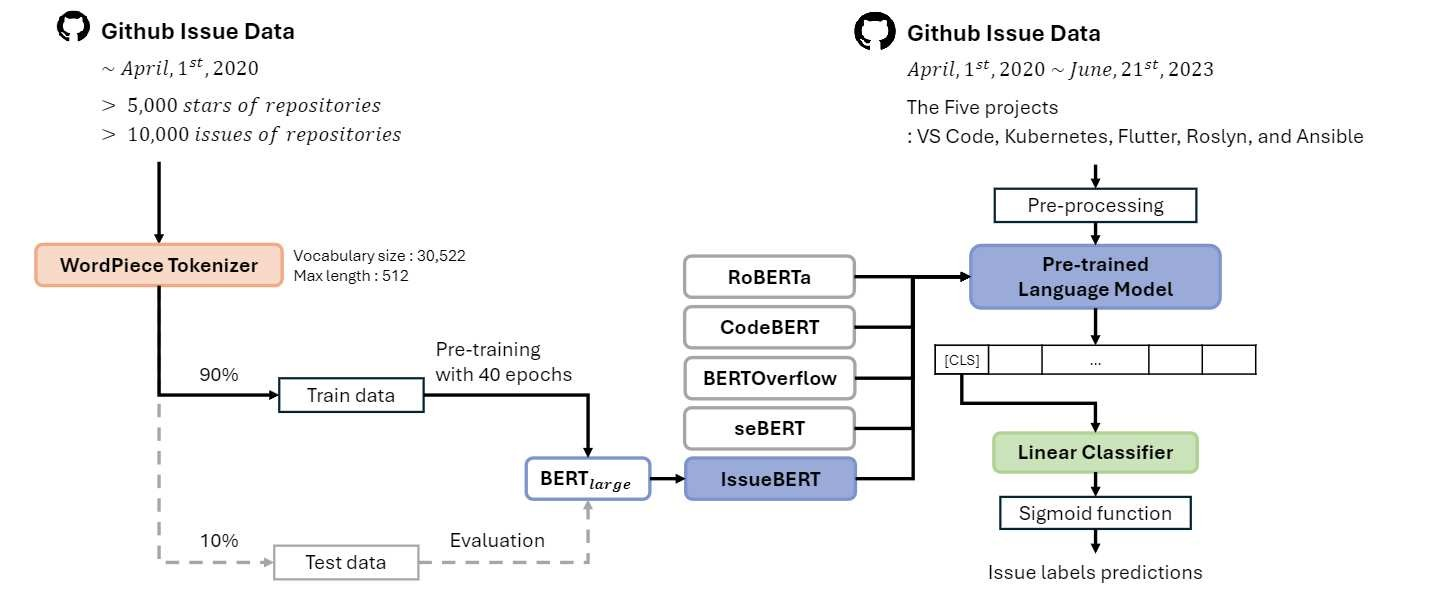 Github Issue Data
~ April, 1st, 2020
> 5,000 stars of repositories
> 10,000 issues of repositories
WordPiece Tokenizer
Vocabulary size : 30,522
Max length : 512
90%
Train data
Pre-training
with 40 epochs
BERTlarge
10%
Test data
Evaluation
RoBERTa
CodeBERT
BERTOverflow
seBERT
IssueBERT
Github Issue Data
April, 1st, 2020 ~ June, 21st, 2023
The Five projects
: VS Code, Kubernetes, Flutter, Roslyn, and Ansible
Pre-processing
Pre-trained
Language Model
[CLS]
...
Linear Classifier
Sigmoid function
Issue labels predictions